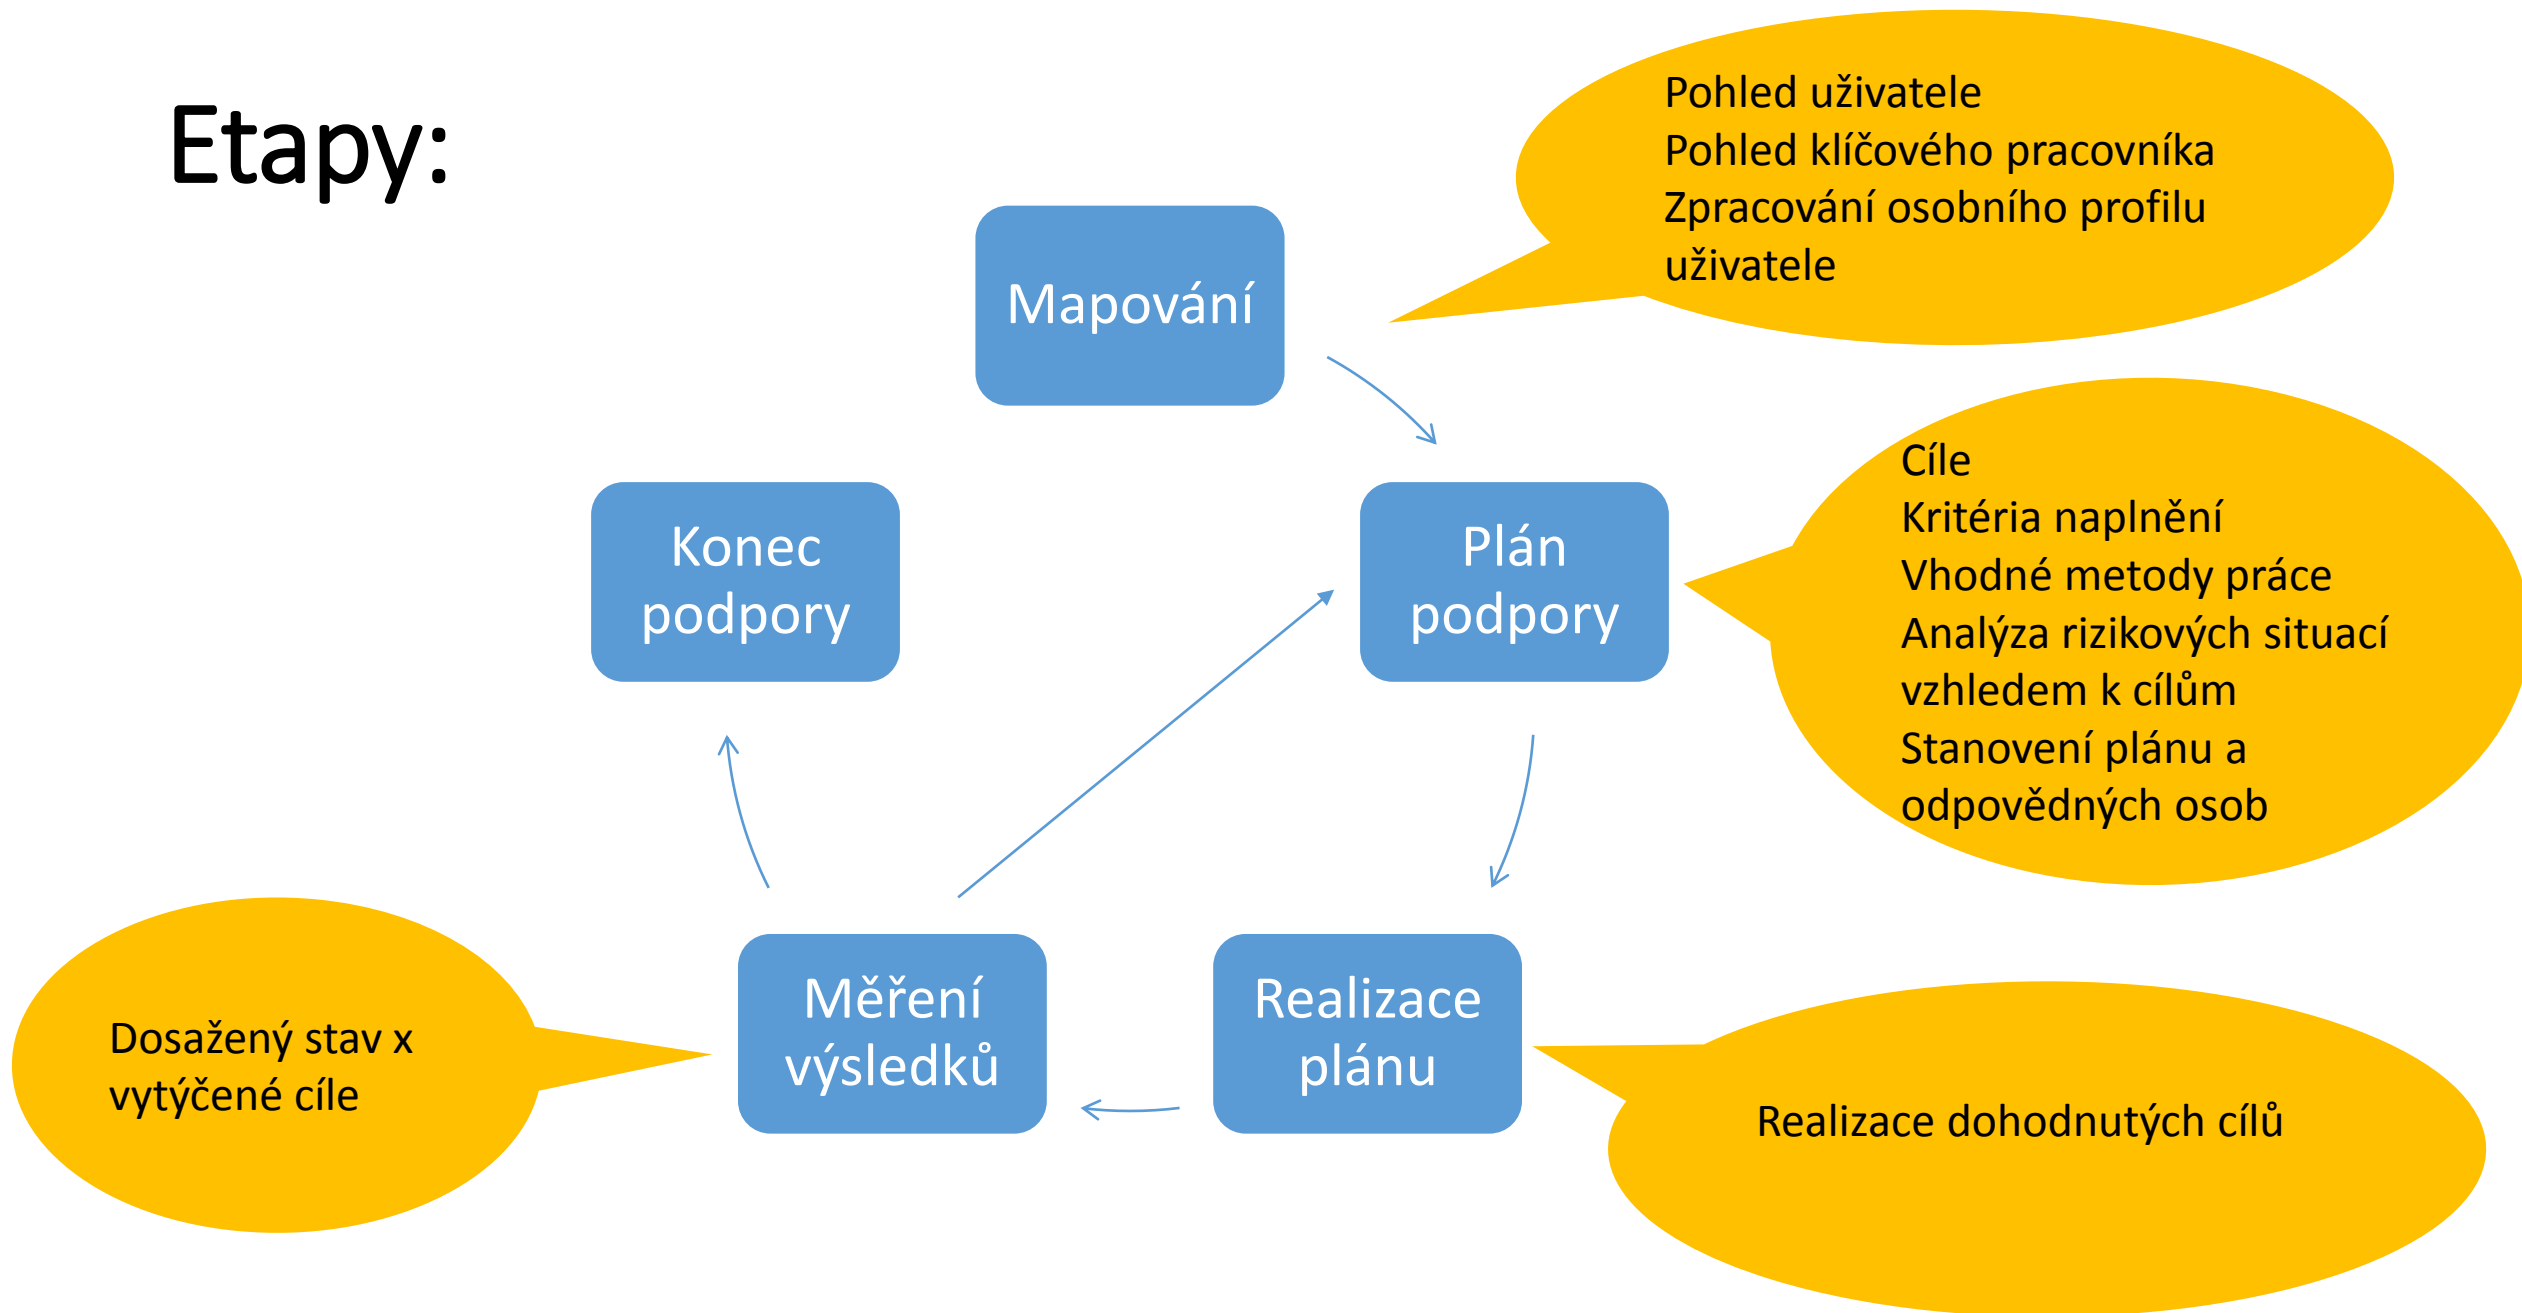 Etapy:
Pohled uživatele
Pohled klíčového pracovníka
Zpracování osobního profilu
uživatele
Mapování
Cíle
Kritéria naplnění
Vhodné metody práce
Analýza rizikových situací
vzhledem k cílům
Stanovení plánu a
odpovědných osob
Konec
podpory
Plán
podpory
Dosažený stav x
vytýčené cíle
Měření
výsledků
Realizace
plánu
Realizace dohodnutých cílů